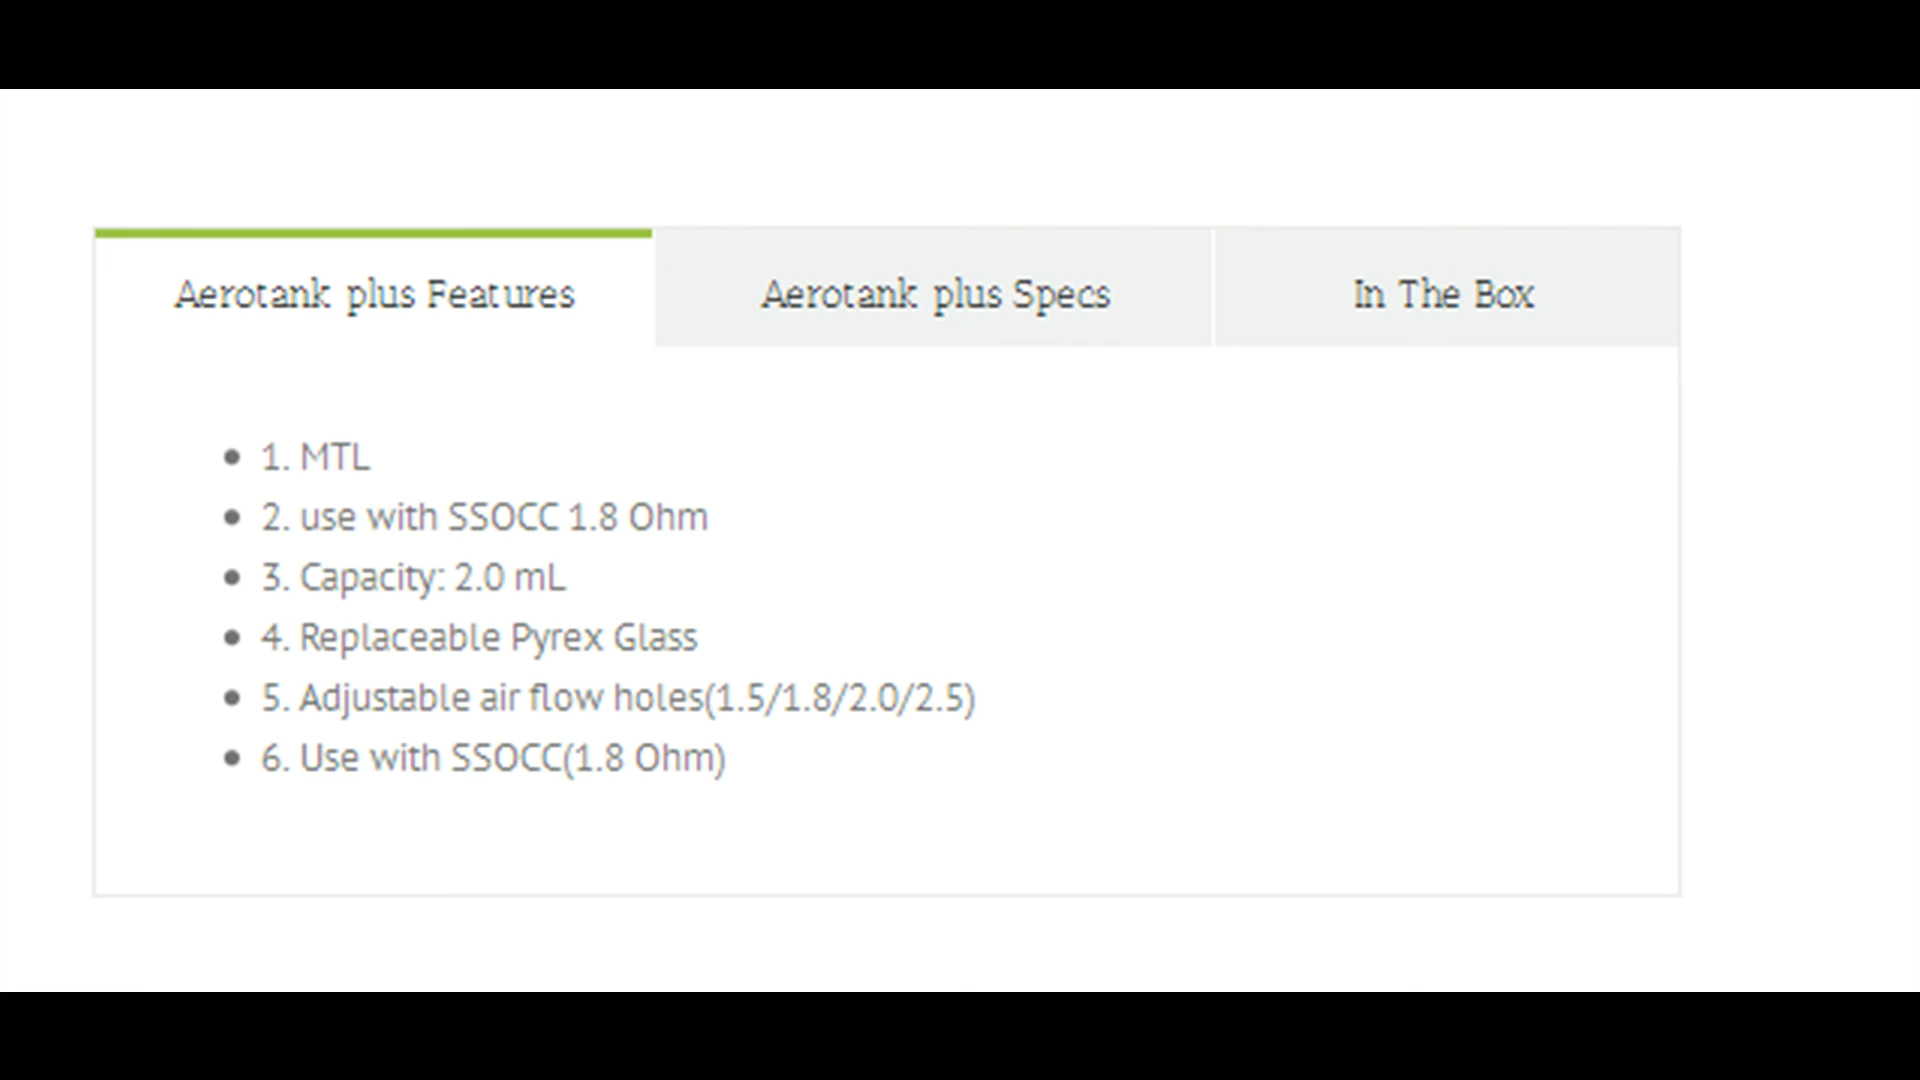 Aerotank plus Features
Aerotank plus Specs
In The Box
1. MTL
2. use with SSOCC 1.8 Ohm
3. Capacity: 2.0 mL
4. Replaceable Pyrex Glass
5. Adjustable air flow holes(1.5/1.8/2.0/2.5)
6. Use with SSOCC(1.8 Ohm)